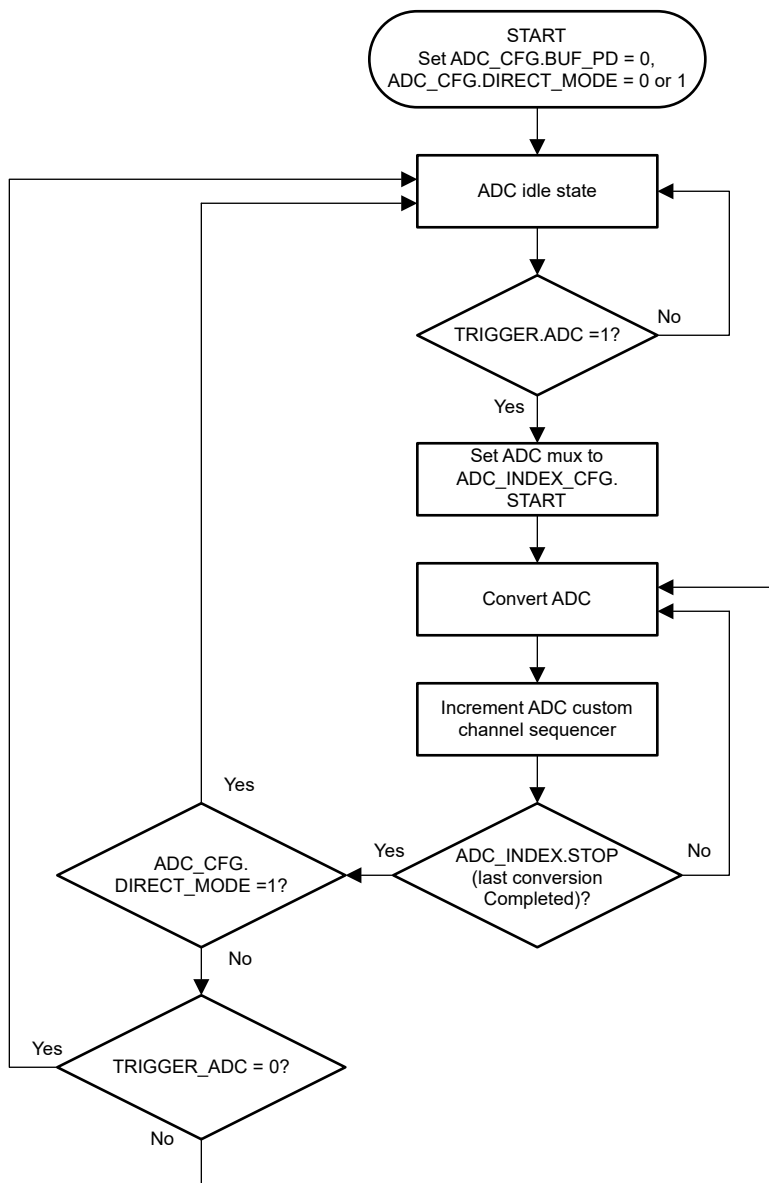 START
Set ADC_CFG.BUF_PD = 0,
ADC_CFG.DIRECT_MODE = 0 or 1
ADC idle state
No
TRIGGER.ADC =1?
Yes
Set ADC mux to
ADC_INDEX_CFG.
START
Convert ADC
Increment ADC custom
channel sequencer
Yes
Yes
No
ADC_CFG.
DIRECT_MODE =1?
ADC_INDEX.STOP
(last conversion
Completed)?
No
Yes
TRIGGER_ADC = 0?
No